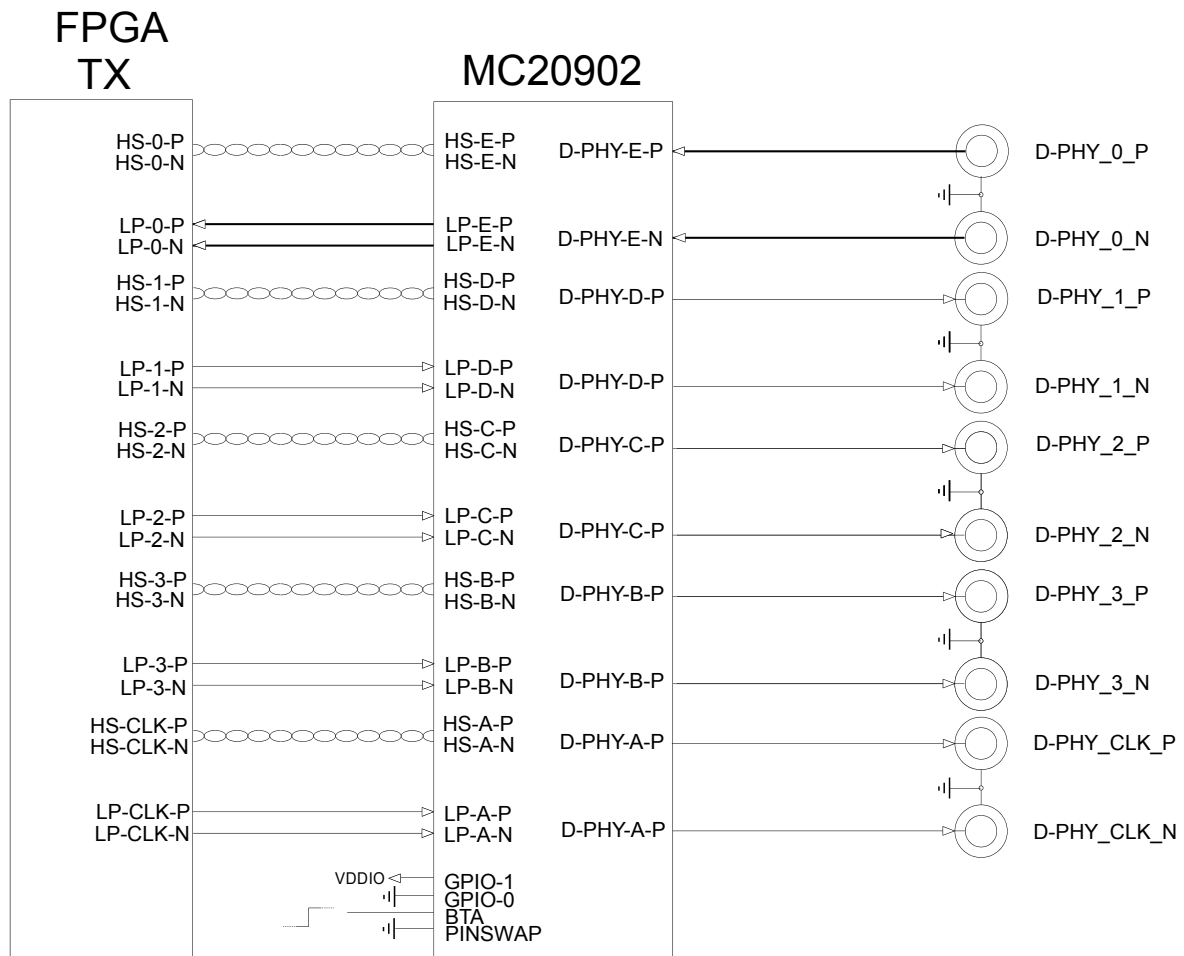 FPGA
TX
MC20902
HS-0-P
HS-0-N
HS-E-P
HS-E-N
D-PHY-E-P
D-PHY_0_P
LP-0-P
LP-0-N
LP-E-P
LP-E-N
D-PHY-E-N
D-PHY_0_N
HS-1-P
HS-1-N
HS-D-P
HS-D-N
D-PHY-D-P
D-PHY_1_P
LP-1-P
LP-1-N
LP-D-P
LP-D-N
D-PHY-D-P
D-PHY_1_N
HS-2-P
HS-2-N
HS-C-P
HS-C-N
D-PHY-C-P
D-PHY_2_P
LP-2-P
LP-2-N
LP-C-P
LP-C-N
D-PHY-C-P
D-PHY_2_N
HS-3-P
HS-3-N
HS-B-P
HS-B-N
D-PHY-B-P
D-PHY_3_P
LP-3-P
LP-3-N
LP-B-P
LP-B-N
D-PHY-B-P
D-PHY_3_N
HS-CLK-P
HS-CLK-N
HS-A-P
HS-A-N
D-PHY-A-P
D-PHY_CLK_P
LP-CLK-P
LP-CLK-N
LP-A-P
LP-A-N
D-PHY-A-P
D-PHY_CLK_N
VDDIO
GPIO-1
GPIO-0
BTA
PINSWAP